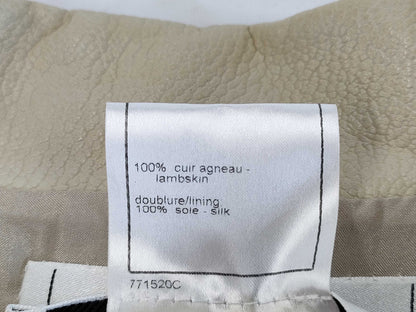 100% cuir agneau -
lambskin
doublure/lining
100% soie - silk
771520C